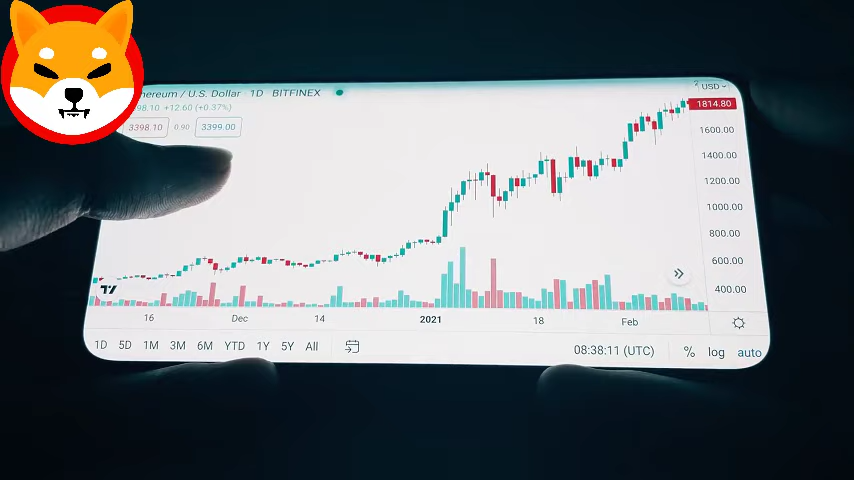 hereum / U.S. Dollar · 1D BITFINEX
98.10 +12.60 (+0.37%)
3398.10 0.90 3399.00
USD
1814.80
1600.00
1400.00
1200.00
1000.00
800.00
600.00
400.00
16 Dec 14 2021 18 Feb
1D 5D 1M 3M 6M YTD 1Y 5Y All 08:38:11 (UTC) % log auto